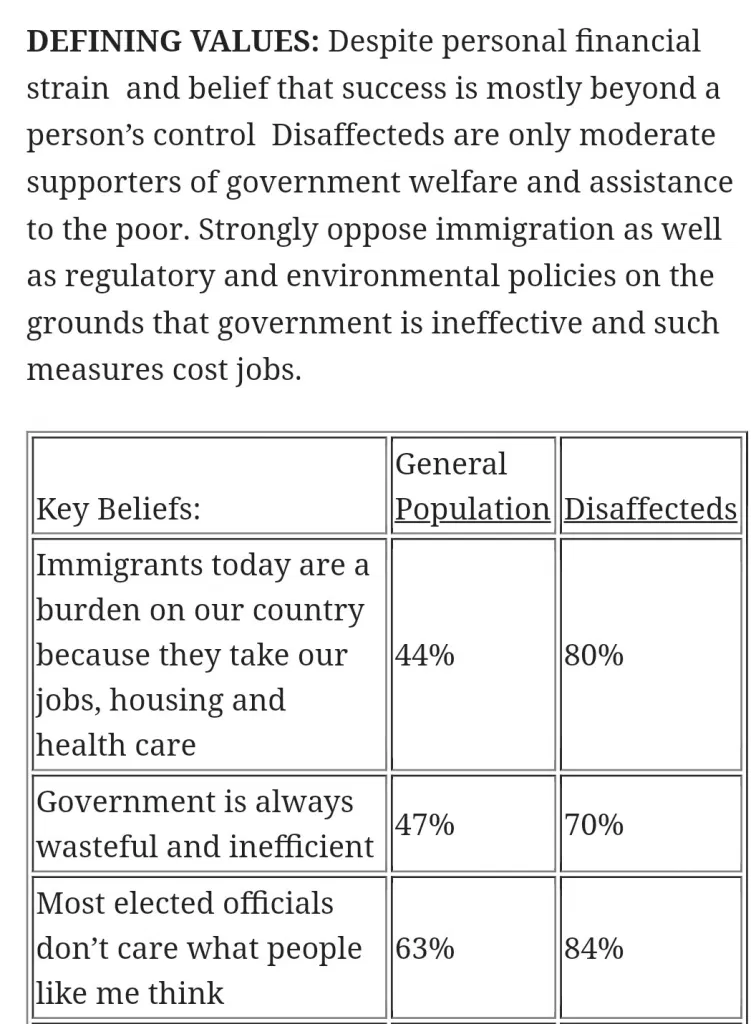 DEFINING VALUES: Despite personal financial
strain  and belief that success is mostly beyond a
person’s control  Disaffecteds are only moderate
supporters of government welfare and assistance
to the poor. Strongly oppose immigration as well
as regulatory and environmental policies on the
grounds that government is ineffective and such
measures cost jobs.
General
Key Beliefs: Population Disaffecteds
Immigrants today are a
burden on our country
because they take our 44% 80%
jobs, housing and
health care
Government is always
47% 70%
wasteful and inefficient
Most elected officials
don’t care what people 63% 84%
like me think